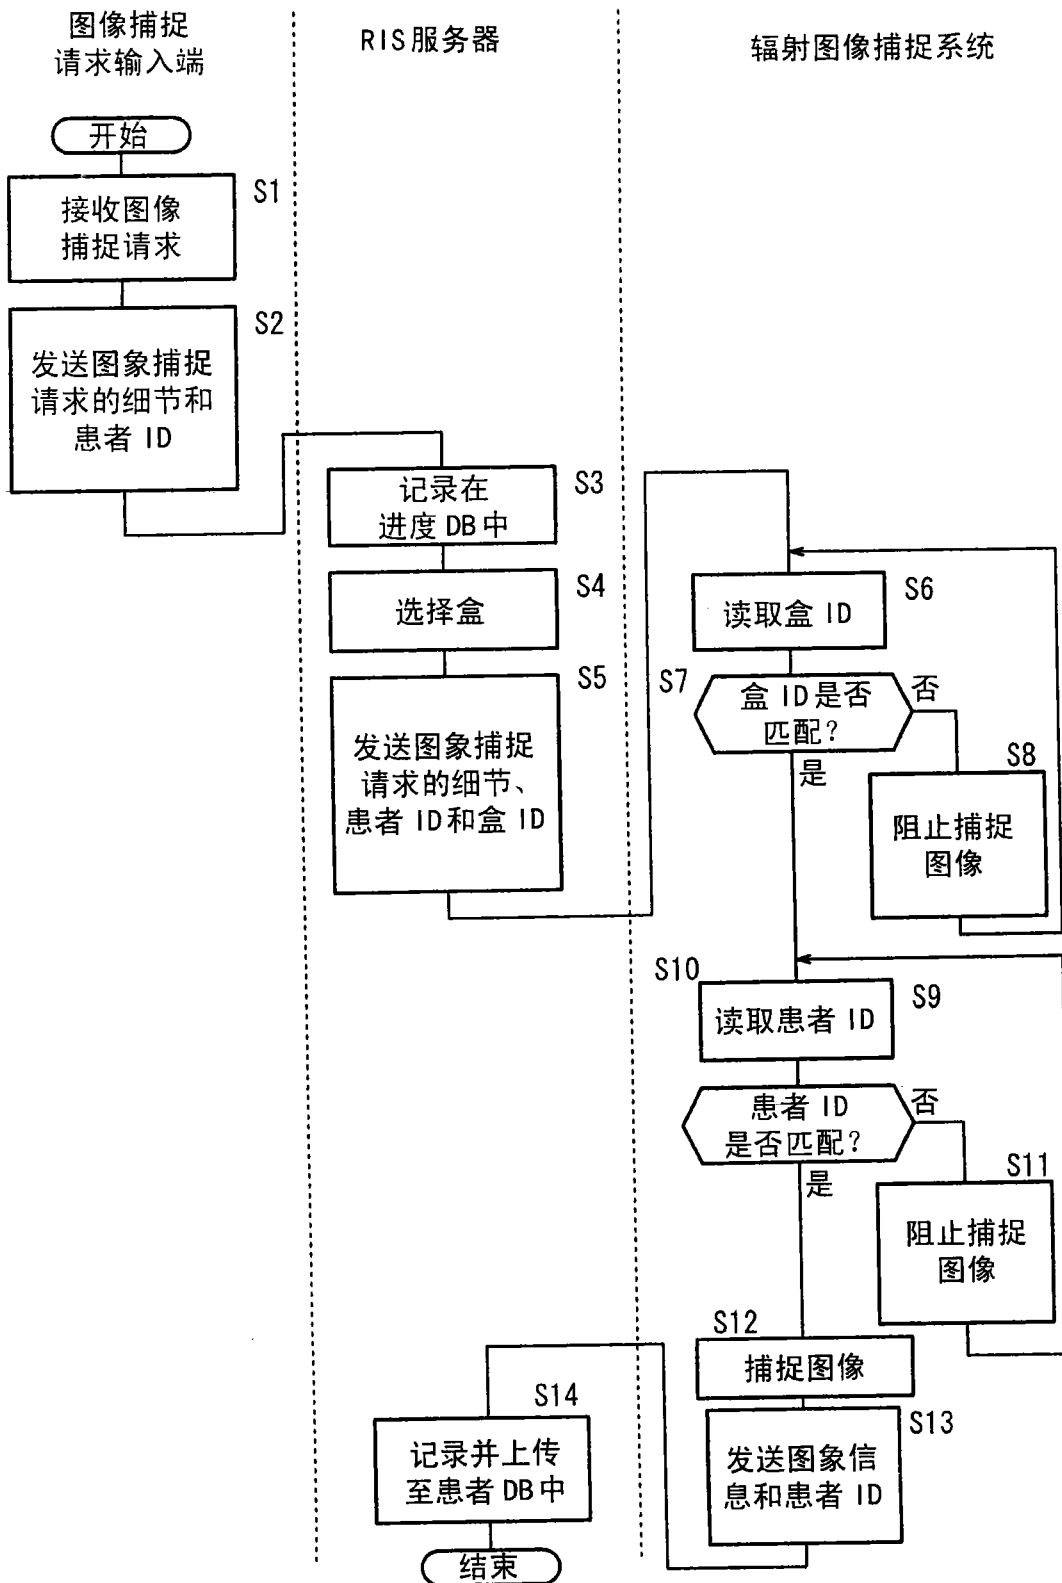 图像捕捉
请求输入端
RIS服务器
辐射图像捕捉系统
开始
S1
接收图像
捕捉请求
S2
发送图象捕捉
请求的细节和
患者 ID
S3
记录在
进度 DB 中
S4
选择盒
S5
发送图象捕捉
请求的细节、
患者 ID和盒 ID
S6
读取盒 ID
S7
盒 ID是否
匹配?
否
是
S8
阻止捕捉
图像
S10
S9
读取患者 ID
患者 ID
是否匹配?
否
是
S11
阻止捕捉
图像
S12
捕捉图像
S13
发送图象信
息和患者 ID
S14
记录并上传
至患者 DB中
结束